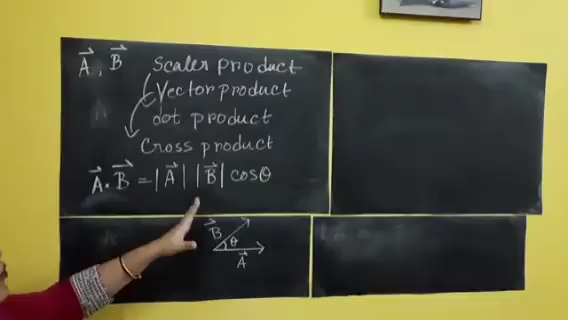 A⃗, B⃗ Scaler product
Vector product
dot product
Cross product
A⃗ · B⃗ = |A⃗| |B⃗| cosθ
B⃗
θ
A⃗